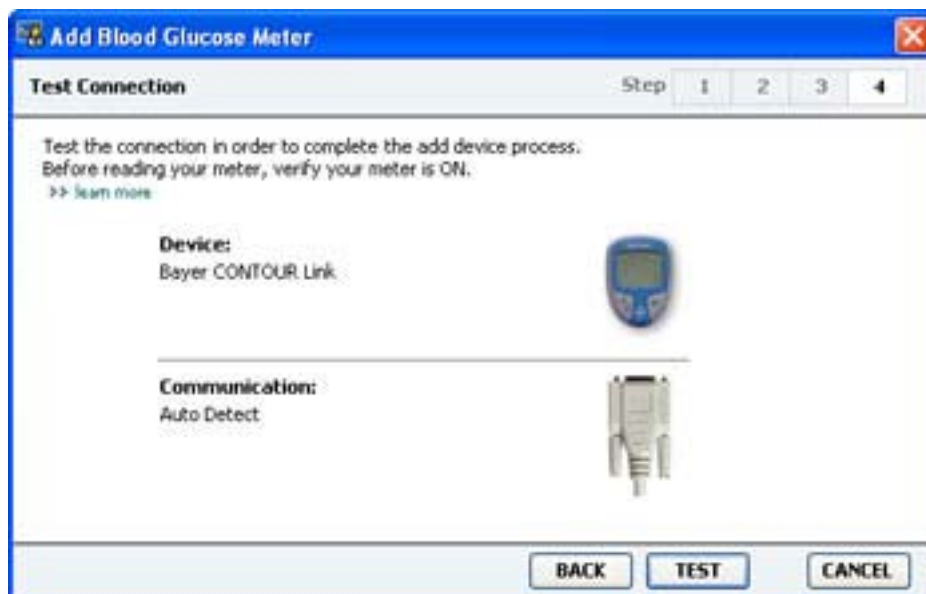 Add Blood Glucose Meter
Test Connection Step 1 2 3 4
Test the connection in order to complete the add device process.
Before reading your meter, verify your meter is ON.
>> learn more
Device:
Bayer CONTOUR Link
Communication:
Auto Detect
BACK TEST CANCEL